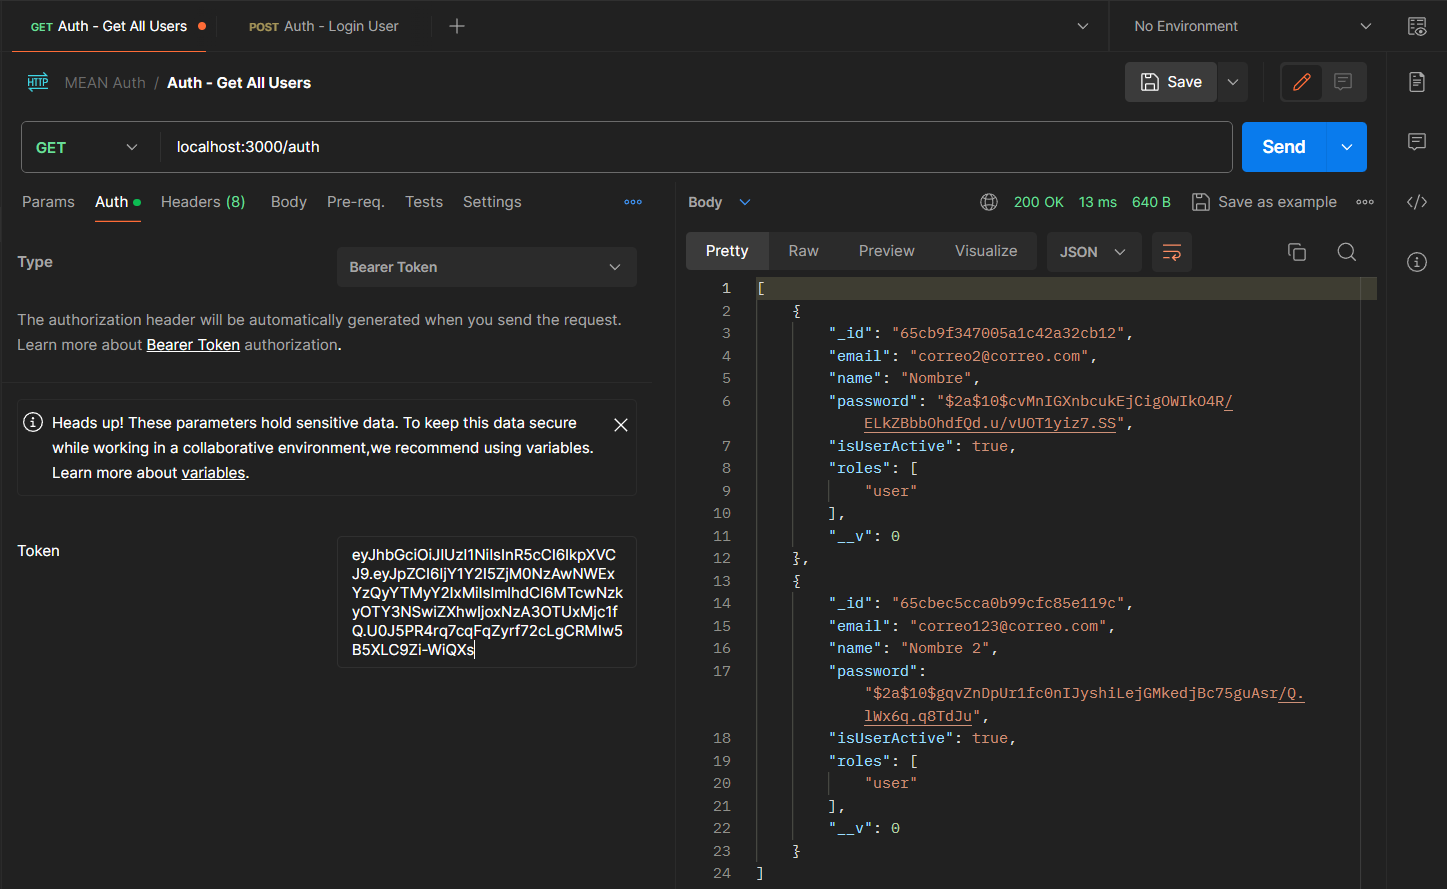 GET Auth - Get All Users
POST Auth - Login User
No Environment
HTTP MEAN Auth / Auth - Get All Users
Save
GET localhost:3000/auth
Send
Params Auth Headers (8) Body Pre-req. Tests Settings
Type
Bearer Token
The authorization header will be automatically generated when you send the request.
Learn more about Bearer Token authorization.
Heads up! These parameters hold sensitive data. To keep this data secure
while working in a collaborative environment,we recommend using variables.
Learn more about variables.
Token
eyJhbGciOiJIUzI1NiIsInR5cCI6IkpXVC
J9.eyJpZCI6IjY1Y2I5ZjM0NzAwNWEx
YzQyYTMyY2IxMiIsImlhdCI6MTcwNzk
yOTY3NSwiZXhwIjoxNzA3OTUxMjc1f
Q.U0J5PR4rq7cqFqZyrf72cLgCRMIw5
B5XLC9Zi-WiQXs
Body 200 OK 13 ms 640 B Save as example
Pretty Raw Preview Visualize JSON
1 [
2 {
3 "_id": "65cb9f347005a1c42a32cb12",
4 "email": "correo2@correo.com",
5 "name": "Nombre",
6 "password": "$2a$10$cvMnIGXnbcukEjCigOWIkO4R/
ELkZBbbOhdfQd.u/vUOT1yiz7.SS",
7 "isUserActive": true,
8 "roles": [
9 "user"
10 ],
11 "__v": 0
12 },
13 {
14 "_id": "65cbec5cca0b99cfc85e119c",
15 "email": "correo123@correo.com",
16 "name": "Nombre 2",
17 "password":
"$2a$10$gqvZnDpUr1fc0nIJyshiLejGMkedjBc75guAsr/Q.
lWx6q.q8TdJu",
18 "isUserActive": true,
19 "roles": [
20 "user"
21 ],
22 "__v": 0
23 }
24 ]